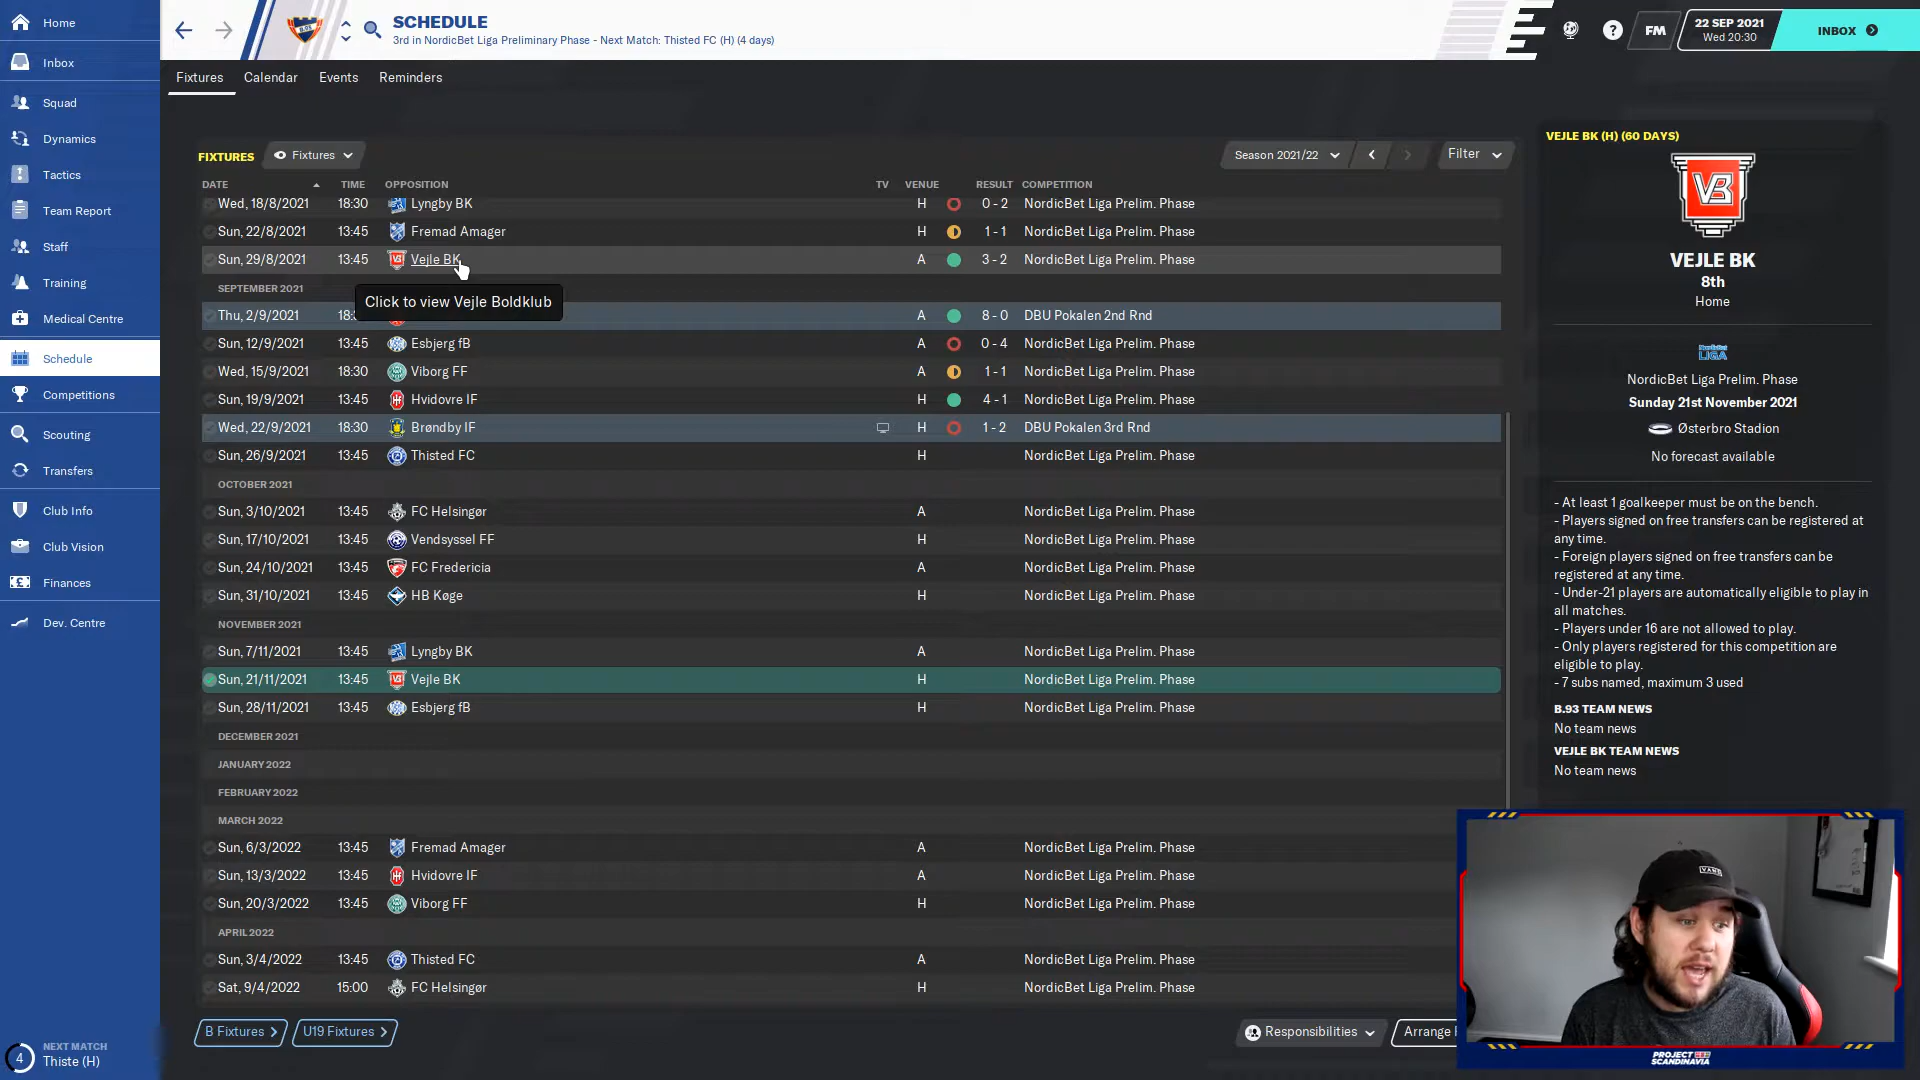 Home
Inbox
Squad
Dynamics
Tactics
Team Report
Staff
Training
Medical Centre
Schedule
Competitions
Scouting
Transfers
Club Info
Club Vision
Finances
Dev. Centre
4 NEXT MATCH
Thiste (H)
SCHEDULE
3rd in NordicBet Liga Preliminary Phase - Next Match: Thisted FC (H) (4 days)
? FM 22 SEP 2021
Wed 20:30
INBOX
Fixtures Calendar Events Reminders
FIXTURES Fixtures Season 2021/22 Filter
DATE TIME OPPOSITION TV VENUE RESULT COMPETITION
Wed, 18/8/2021 18:30 Lyngby BK H 0 - 2 NordicBet Liga Prelim. Phase
Sun, 22/8/2021 13:45 Fremad Amager H 1 - 1 NordicBet Liga Prelim. Phase
Sun, 29/8/2021 13:45 Vejle BK A 3 - 2 NordicBet Liga Prelim. Phase
SEPTEMBER 2021
Click to view Vejle Boldklub
Thu, 2/9/2021 A 8 - 0 DBU Pokalen 2nd Rnd
Sun, 12/9/2021 13:45 Esbjerg fB A 0 - 4 NordicBet Liga Prelim. Phase
Wed, 15/9/2021 18:30 Viborg FF A 1 - 1 NordicBet Liga Prelim. Phase
Sun, 19/9/2021 13:45 Hvidovre IF H 4 - 1 NordicBet Liga Prelim. Phase
Wed, 22/9/2021 18:30 Brøndby IF H 1 - 2 DBU Pokalen 3rd Rnd
Sun, 26/9/2021 13:45 Thisted FC H NordicBet Liga Prelim. Phase
OCTOBER 2021
Sun, 3/10/2021 13:45 FC Helsingør A NordicBet Liga Prelim. Phase
Sun, 17/10/2021 13:45 Vendsyssel FF H NordicBet Liga Prelim. Phase
Sun, 24/10/2021 13:45 FC Fredericia A NordicBet Liga Prelim. Phase
Sun, 31/10/2021 13:45 HB Køge H NordicBet Liga Prelim. Phase
NOVEMBER 2021
Sun, 7/11/2021 13:45 Lyngby BK A NordicBet Liga Prelim. Phase
Sun, 21/11/2021 13:45 Vejle BK H NordicBet Liga Prelim. Phase
Sun, 28/11/2021 13:45 Esbjerg fB H NordicBet Liga Prelim. Phase
DECEMBER 2021
JANUARY 2022
FEBRUARY 2022
MARCH 2022
Sun, 6/3/2022 13:45 Fremad Amager A NordicBet Liga Prelim. Phase
Sun, 13/3/2022 13:45 Hvidovre IF A NordicBet Liga Prelim. Phase
Sun, 20/3/2022 13:45 Viborg FF H NordicBet Liga Prelim. Phase
APRIL 2022
Sun, 3/4/2022 13:45 Thisted FC A NordicBet Liga Prelim. Phase
Sat, 9/4/2022 15:00 FC Helsingør H NordicBet Liga Prelim. Phase
B Fixtures U19 Fixtures Responsibilities Arrange
VEJLE BK (H) (60 DAYS)
VB
VEJLE BK
8th
Home
NordicBet
LIGA
NordicBet Liga Prelim. Phase
Sunday 21st November 2021
Østerbro Stadion
No forecast available
- At least 1 goalkeeper must be on the bench.
- Players signed on free transfers can be registered at
any time.
- Foreign players signed on free transfers can be
registered at any time.
- Under-21 players are automatically eligible to play in
all matches.
- Players under 16 are not allowed to play.
- Only players registered for this competition are
eligible to play.
- 7 subs named, maximum 3 used
B.93 TEAM NEWS
No team news
VEJLE BK TEAM NEWS
No team news
VANS
PROJECT
SCANDINAVIA